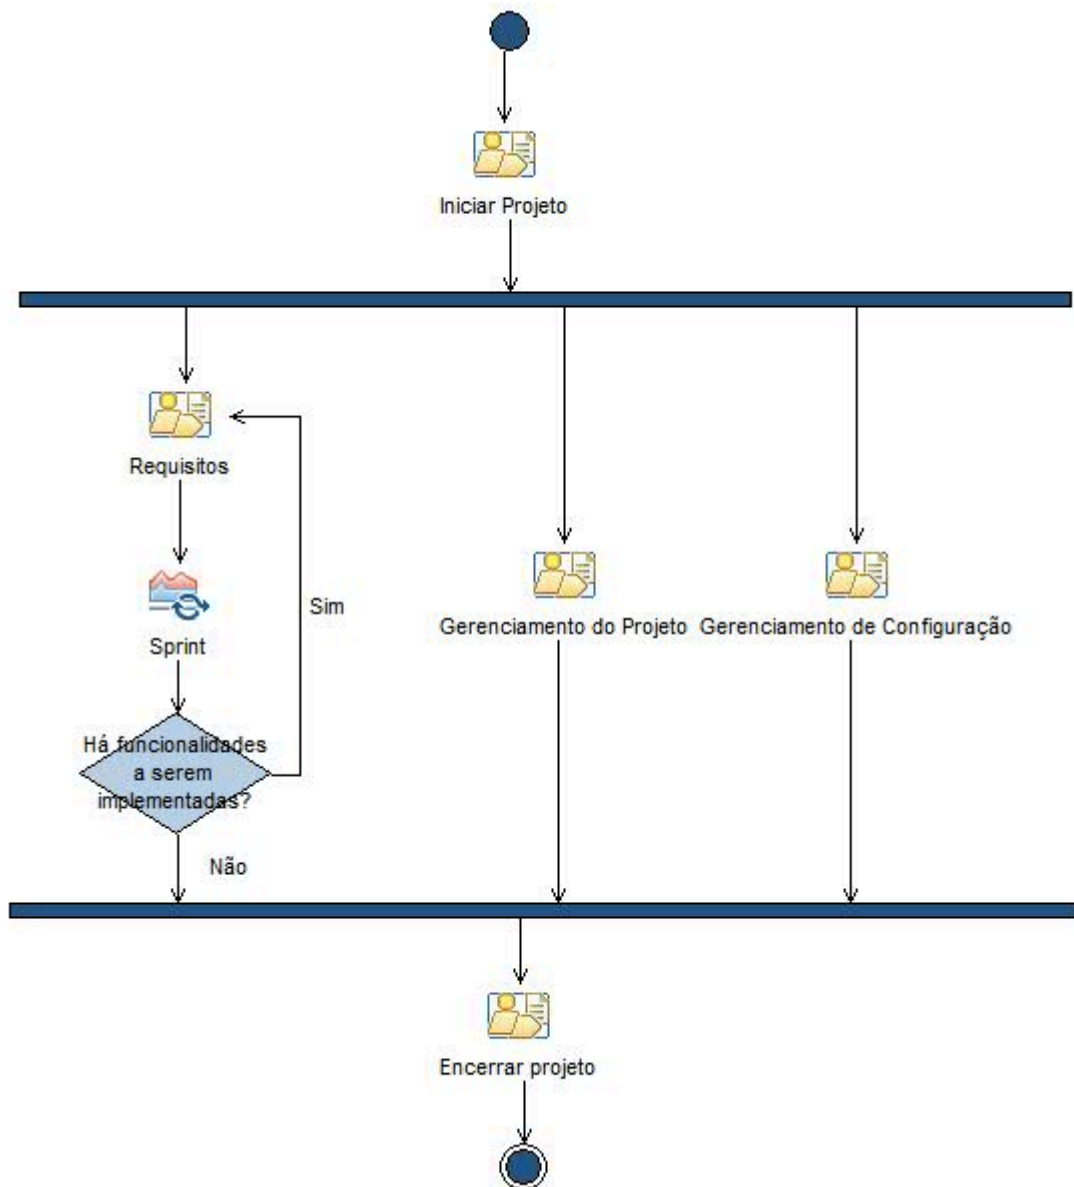 Iniciar Projeto
Requisitos
Sprint
Sim
Gerenciamento do Projeto
Gerenciamento de Configuração
Há funcionalidades
a serem
implementadas?
Não
Encerrar projeto